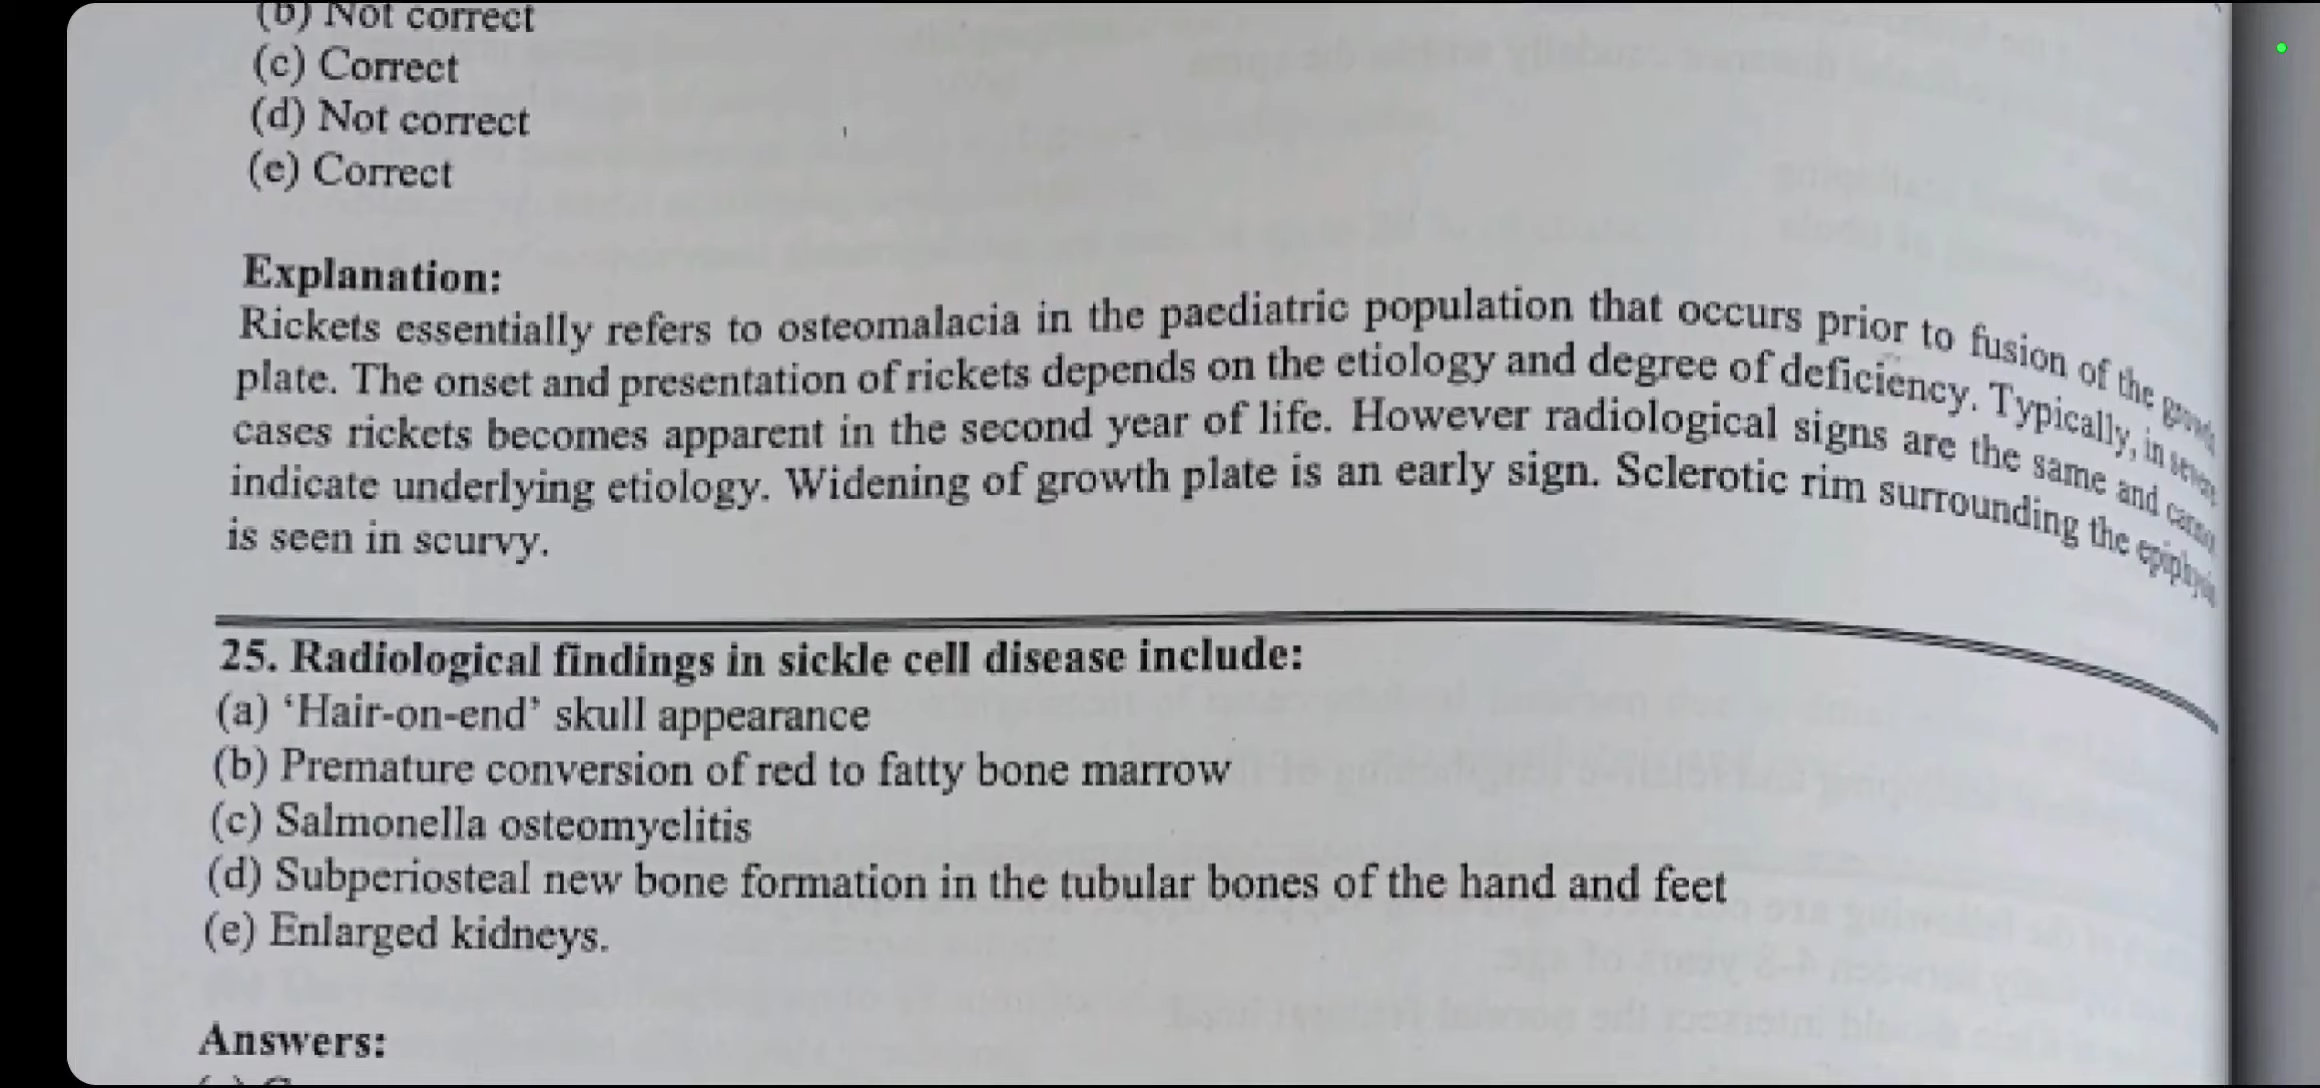 (b) Not correct
(c) Correct
(d) Not correct
(e) Correct
Explanation:
Rickets essentially refers to osteomalacia in the paediatric population that occurs prior to fusion of the growth
plate. The onset and presentation of rickets depends on the etiology and degree of deficiency. Typically, in severe
cases rickets becomes apparent in the second year of life. However radiological signs are the same and cannot
indicate underlying etiology. Widening of growth plate is an early sign. Sclerotic rim surrounding the epiphysis
is seen in scurvy.
25. Radiological findings in sickle cell disease include:
(a) ‘Hair-on-end’ skull appearance
(b) Premature conversion of red to fatty bone marrow
(c) Salmonella osteomyelitis
(d) Subperiosteal new bone formation in the tubular bones of the hand and feet
(e) Enlarged kidneys.
Answers: